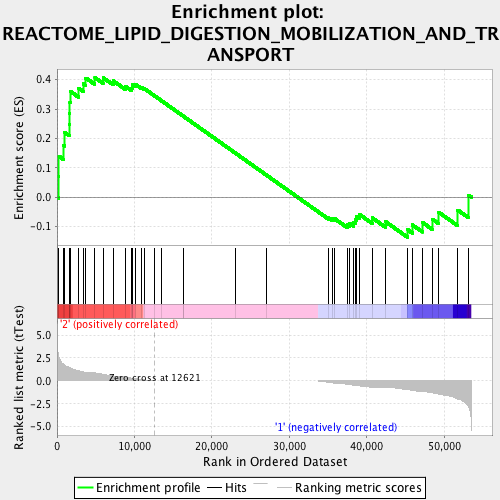 Enrichment plot:
REACTOME_LIPID_DIGESTION_MOBILIZATION_AND_TR
ANSPORT
Enrichment score (ES)
0.4
0.3
0.2
0.1
0.0
-0.1
'2' (positively correlated)
Ranked list metric (tTest)
5.0
2.5
0.0
-2.5
-5.0
Zero cross at 12621
'1' (negatively correlated)
0
10,000
20,000
30,000
40,000
50,000
Rank in Ordered Dataset
Enrichment profile
Hits
Ranking metric scores